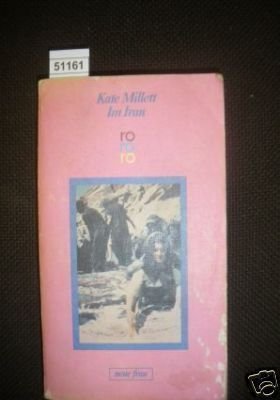 51161
Kate Millett
Im Iran
ro
ro
ro
neue frau